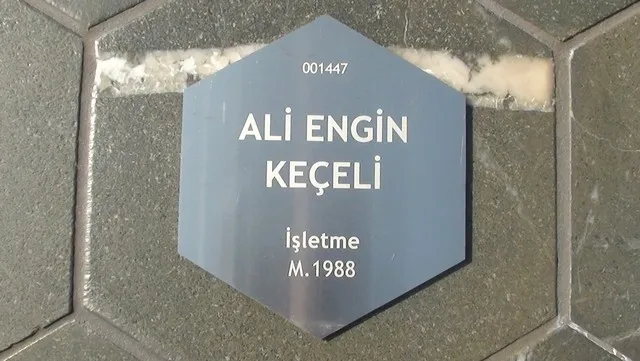 001447
ALİ ENGİN
KEÇELİ
İşletme
M.1988